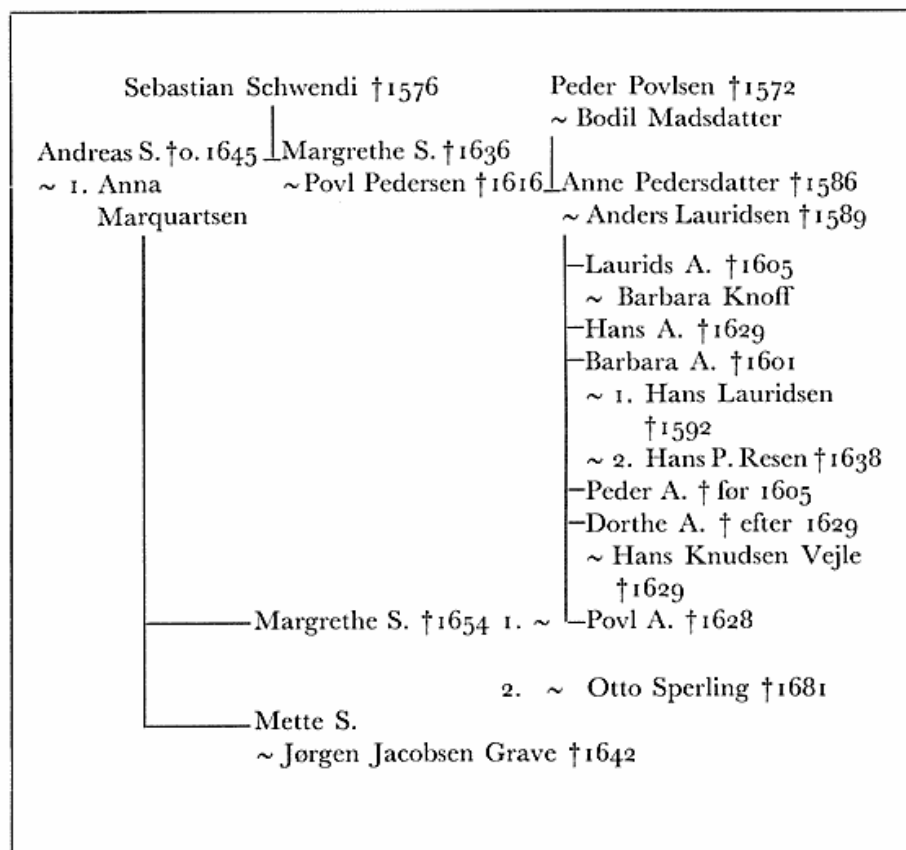 Sebastian Schwendi †1576
Peder Povlsen †1572
~ Bodil Madsdatter
Andreas S. †o. 1645
Margrethe S. †1636
~ 1. Anna
~Povl Pedersen †1616
Anne Pedersdatter †1586
Marquartsen
~ Anders Lauridsen †1589
Laurids A. †1605
~ Barbara Knoff
Hans A. †1629
Barbara A. †1601
~ 1. Hans Lauridsen
†1592
~ 2. Hans P. Resen †1638
Peder A. † før 1605
Dorthe A. † efter 1629
~ Hans Knudsen Vejle
†1629
Margrethe S. †1654 1. ~ Povl A. †1628
2. ~ Otto Sperling †1681
Mette S.
~ Jørgen Jacobsen Grave †1642